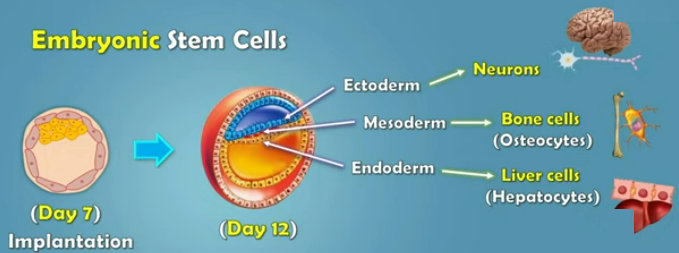 Embryonic Stem Cells
Ectoderm
Neurons
Mesoderm
Bone cells
(Osteocytes)
Endoderm
Liver cells
(Hepatocytes)
(Day 7)
Implantation
(Day 12)